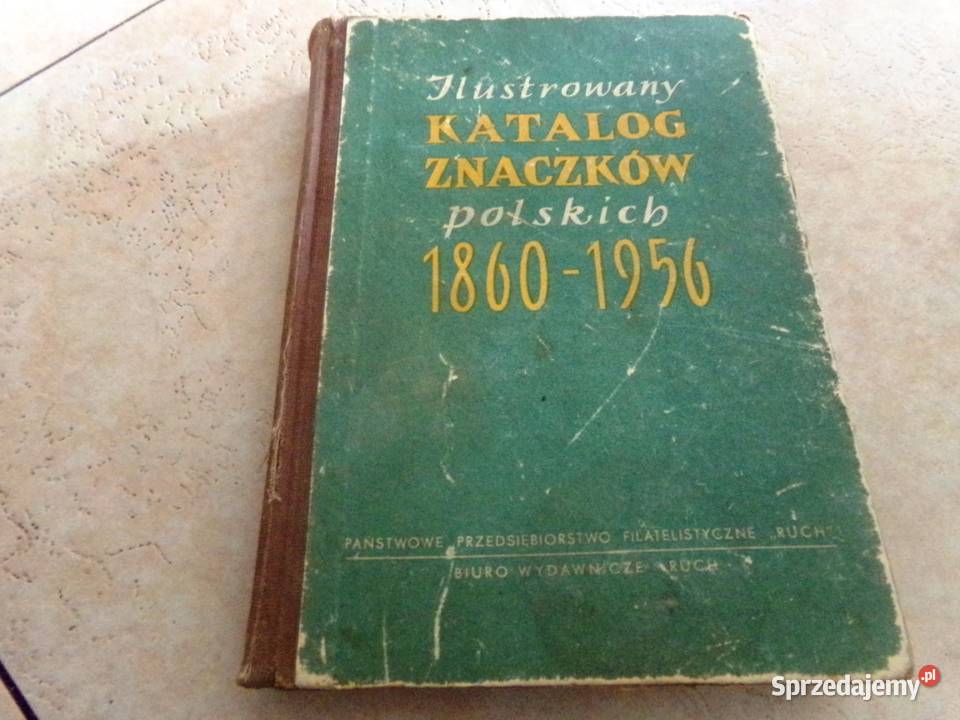 Ilustrowany
KATALOG
ZNACZKÓW
polskich
1860-1956
PAŃSTWOWE PRZEDSIĘBIORSTWO FILATELISTYCZNE „RUCH"
BIURO WYDAWNICZE „RUCH"
Sprzedajemy.pl